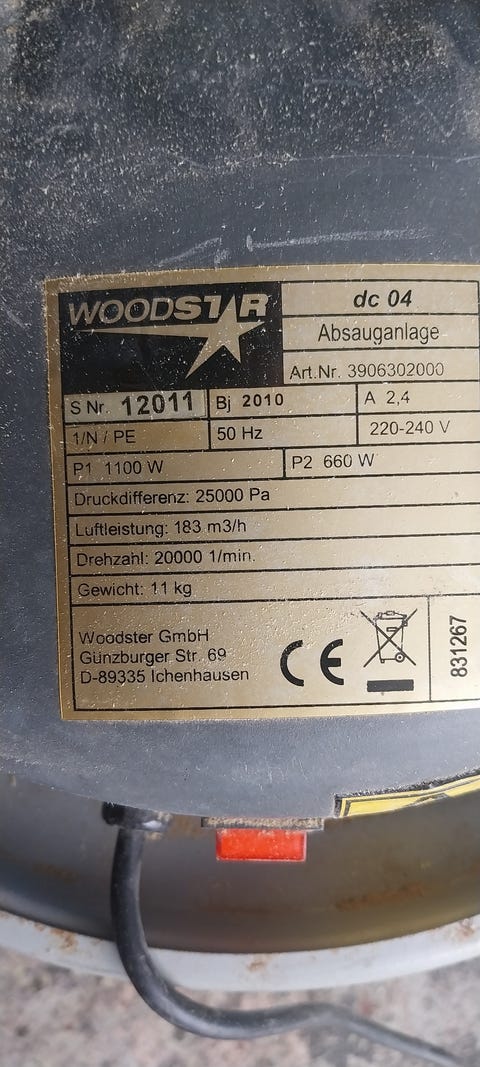 WOODSTAR
dc 04
Absauganlage
Art.Nr. 3906302000
S Nr. 12011
Bj 2010
A 2,4
1/N / PE
50 Hz
220-240 V
P1 1100 W
P2 660 W
Druckdifferenz: 25000 Pa
Luftleistung: 183 m3/h
Drehzahl: 20000 1/min.
Gewicht: 11 kg
Woodster GmbH
Günzburger Str. 69
D-89335 Ichenhausen
CE
831267